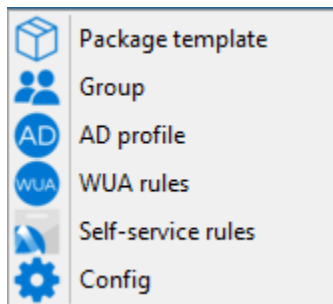 Package template
Group
AD
AD profile
WUA
WUA rules
Self-service rules
Config